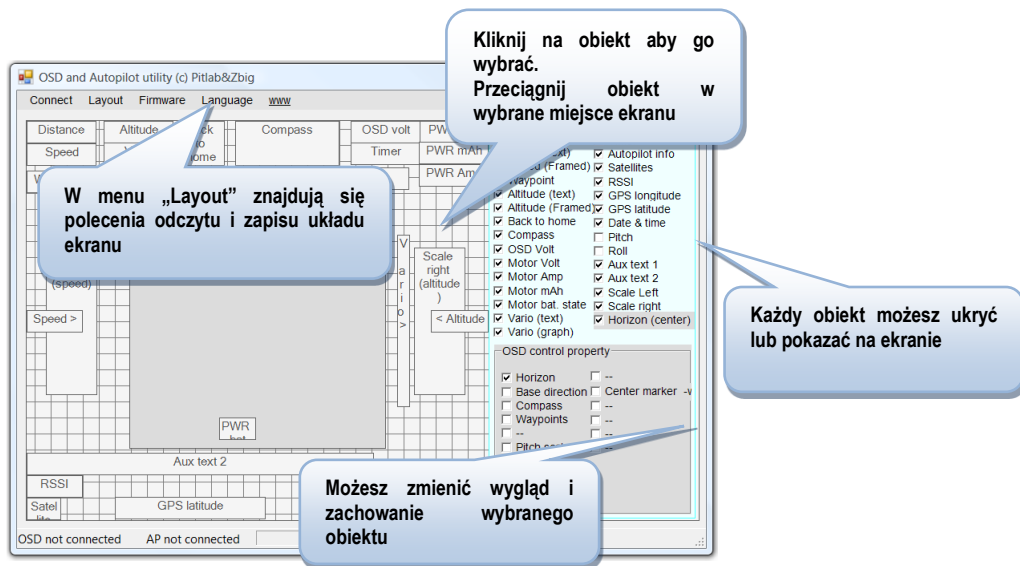 Kliknij na obiekt aby go
wybrać.
Przeciągnij obiekt w
wybrane miejsce ekranu
OSD and Autopilot utility (c) Pitlab&Zbig
Connect Layout Firmware Language www
Distance
Altitude
Compass
OSD volt
Speed
Timer
PWR mAh
W menu „Layout” znajdują się
polecenia odczytu i zapisu układu
ekranu
(Framed)
Waypoint
Altitude (text)
Altitude (Framed)
Back to home
Compass
OSD Volt
Motor Volt
Motor Amp
Motor mAh
Motor bat. state
Vario (text)
Vario (graph)
Autopilot info
Satellites
RSSI
GPS longitude
GPS latitude
Date & time
Pitch
Roll
Aux text 1
Aux text 2
Scale Left
Scale right
Horizon (center)
(speed)
Speed >
V
a
r
i
o
>
Scale
right
(altitude
)
< Altitude
Każdy obiekt możesz ukryć
lub pokazać na ekranie
OSD control property
Horizon --
Base direction Center marker
Compass --
Waypoints --
--
PWR
Aux text 2
RSSI
GPS latitude
Możesz zmienić wygląd i
zachowanie wybranego
obiektu
OSD not connected AP not connected